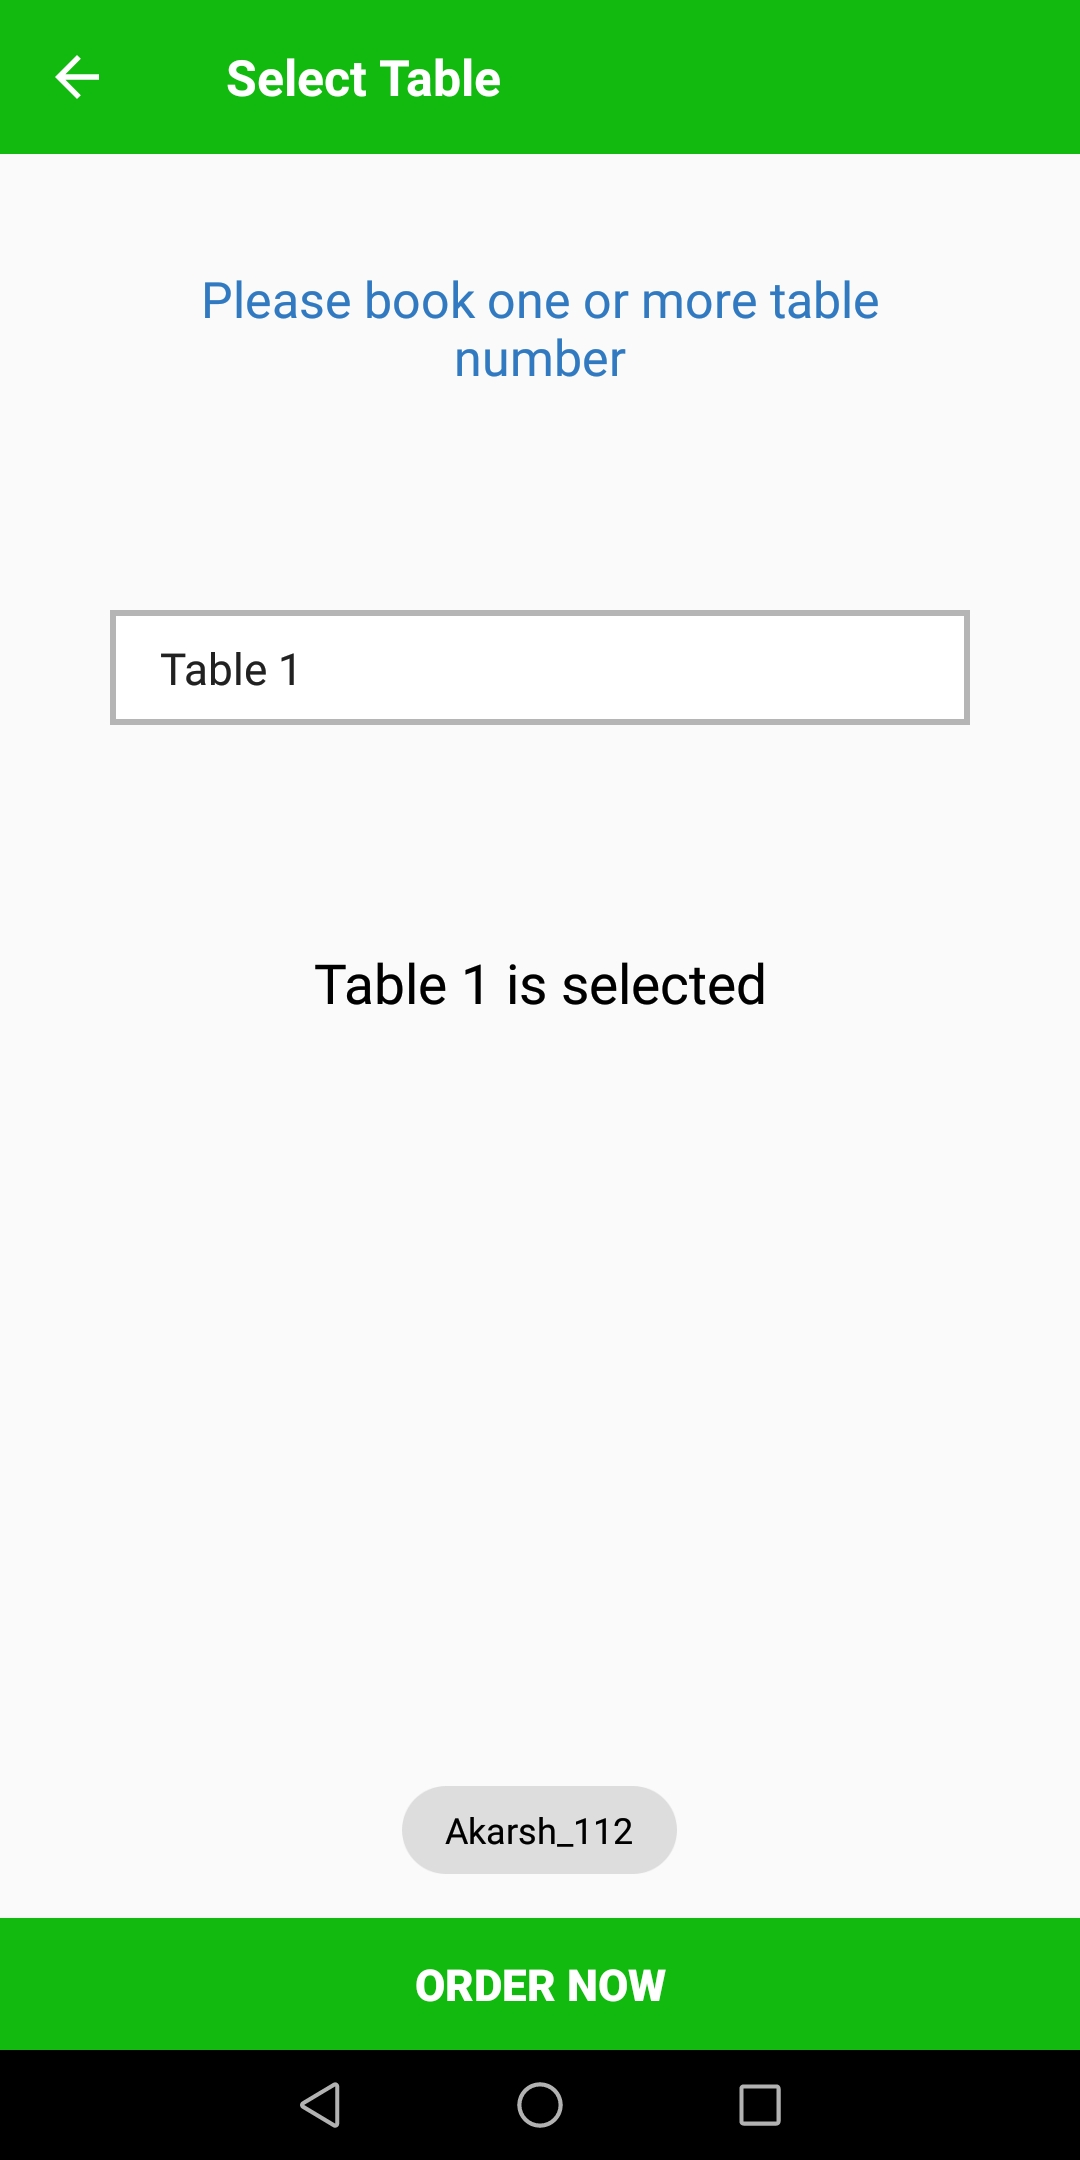 Select Table
Please book one or more table
number
Table 1
Table 1 is selected
Akarsh_112
ORDER NOW